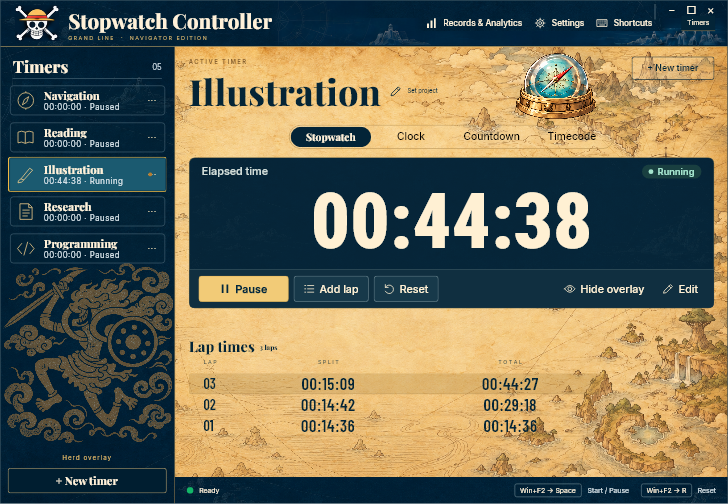 Stopwatch Controller
GRAND LINE · NAVIGATOR EDITION
Records & Analytics
Settings
Shortcuts
Timers
Timers
05
Navigation
00:00:00 · Paused
Reading
00:00:00 · Paused
Illustration
00:44:38 · Running
Research
00:00:00 · Paused
Programming
00:00:00 · Paused
Herd overlay
+ New timer
ACTIVE TIMER
Illustration
Set project
+ New timer
Stopwatch
Clock
Countdown
Timecode
Elapsed time
Running
00:44:38
Pause
Add lap
Reset
Hide overlay
Edit
Lap times
3 laps
LAP
SPLIT
TOTAL
03
00:15:09
00:44:27
02
00:14:42
00:29:18
01
00:14:36
00:14:36
Ready
Win+F2 → Space
Start / Pause
Win+F2 → R
Reset